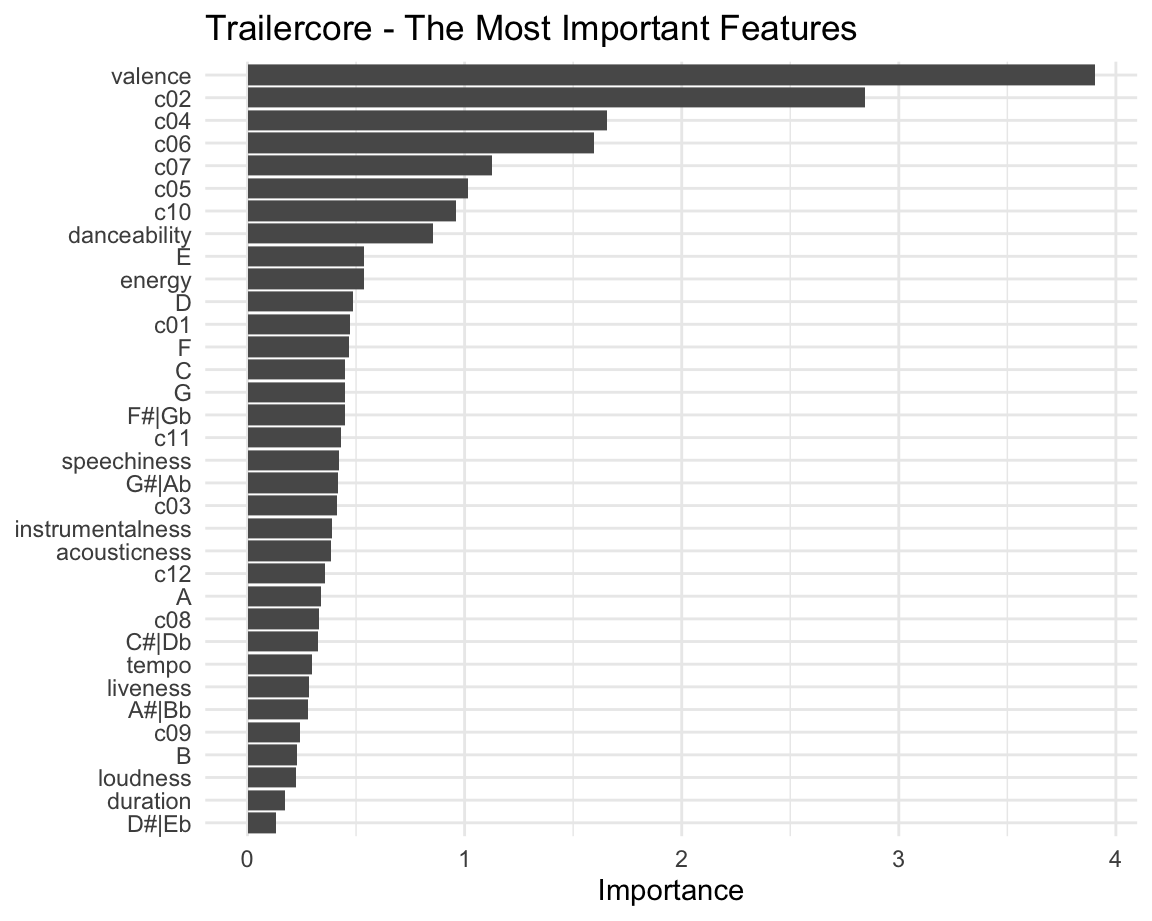 Trailercore - The Most Important Features
valence
c02
c04
c06
c07
c05
c10
danceability
E
energy
D
c01
F
C
G
F#|Gb
c11
speechiness
G#|Ab
c03
instrumentalness
acousticness
c12
A
c08
C#|Db
tempo
liveness
A#|Bb
c09
B
loudness
duration
D#|Eb
0 1 2 3 4
Importance